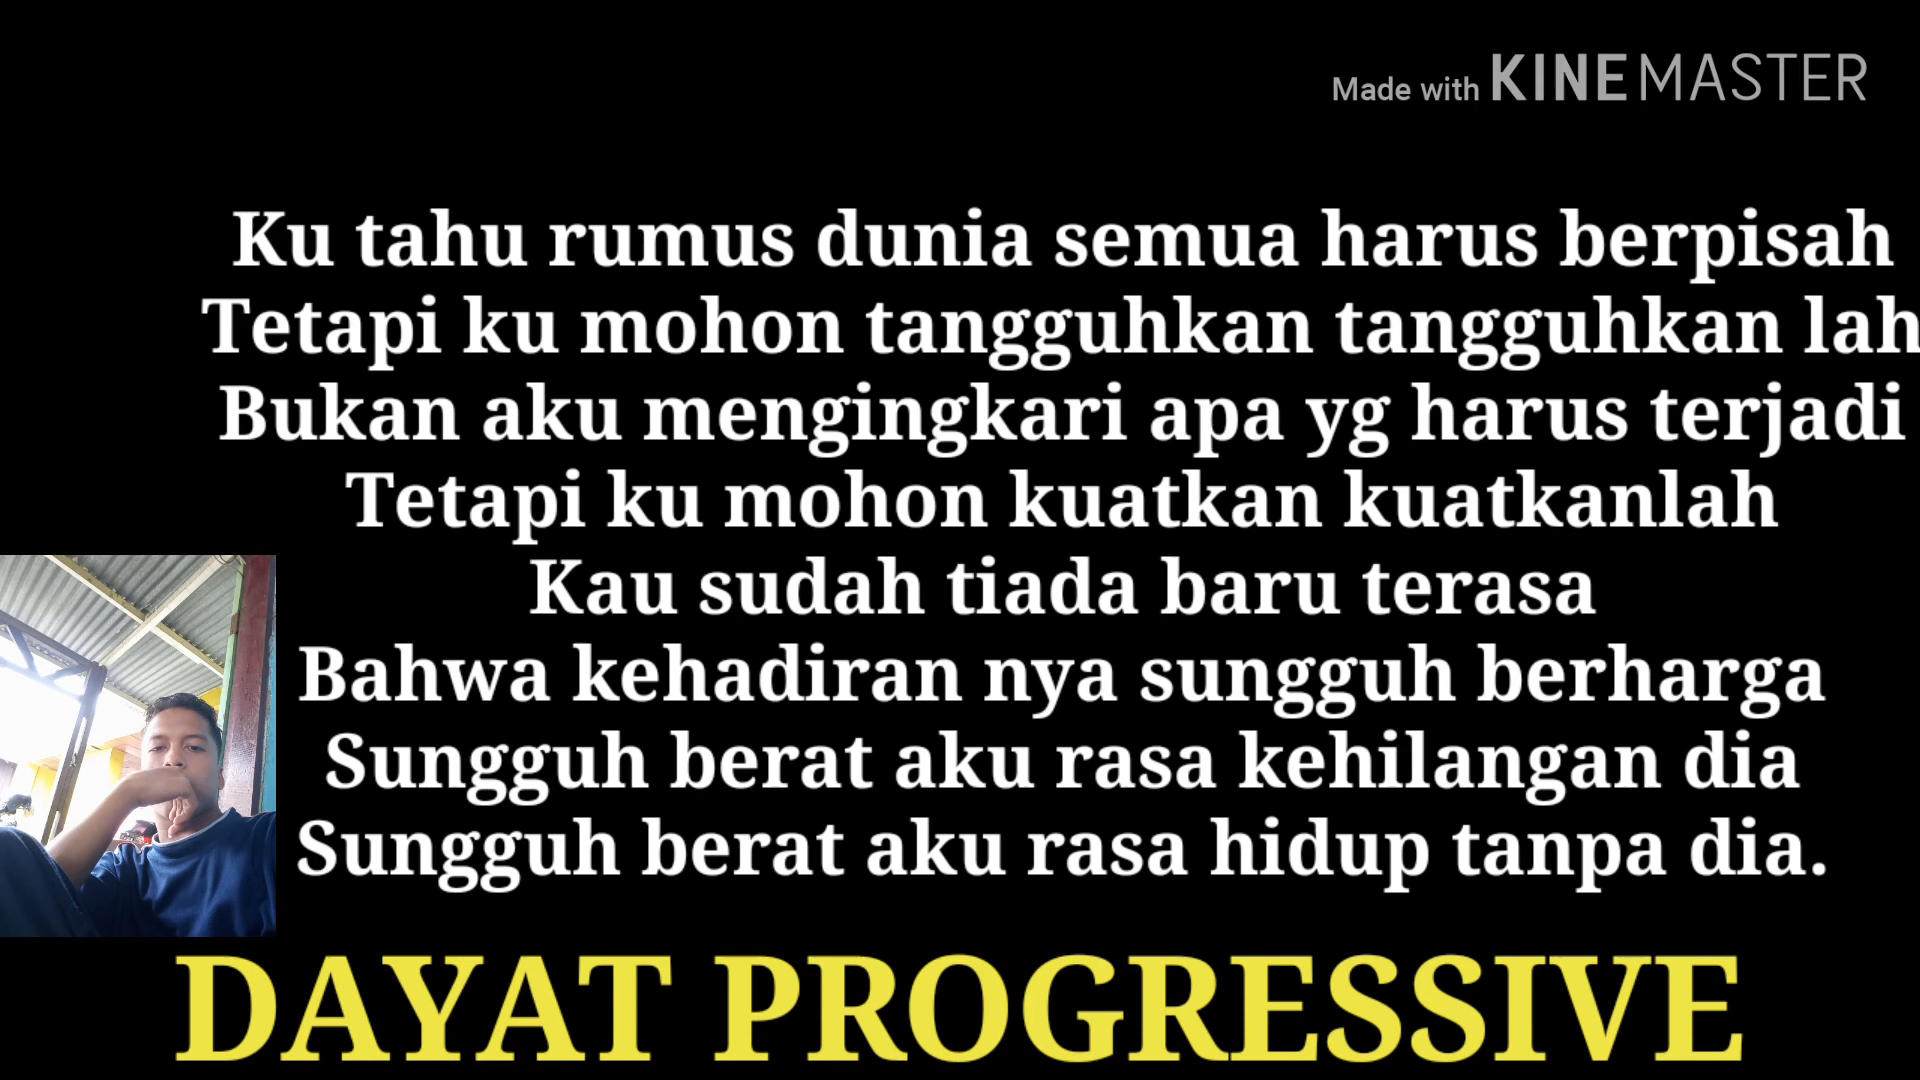 Made with KINEMASTER
Ku tahu rumus dunia semua harus berpisah
Tetapi ku mohon tangguhkan tangguhkan lah
Bukan aku mengingkari apa yg harus terjadi
Tetapi ku mohon kuatkan kuatkanlah
Kau sudah tiada baru terasa
Bahwa kehadiran nya sungguh berharga
Sungguh berat aku rasa kehilangan dia
Sungguh berat aku rasa hidup tanpa dia.
DAYAT PROGRESSIVE